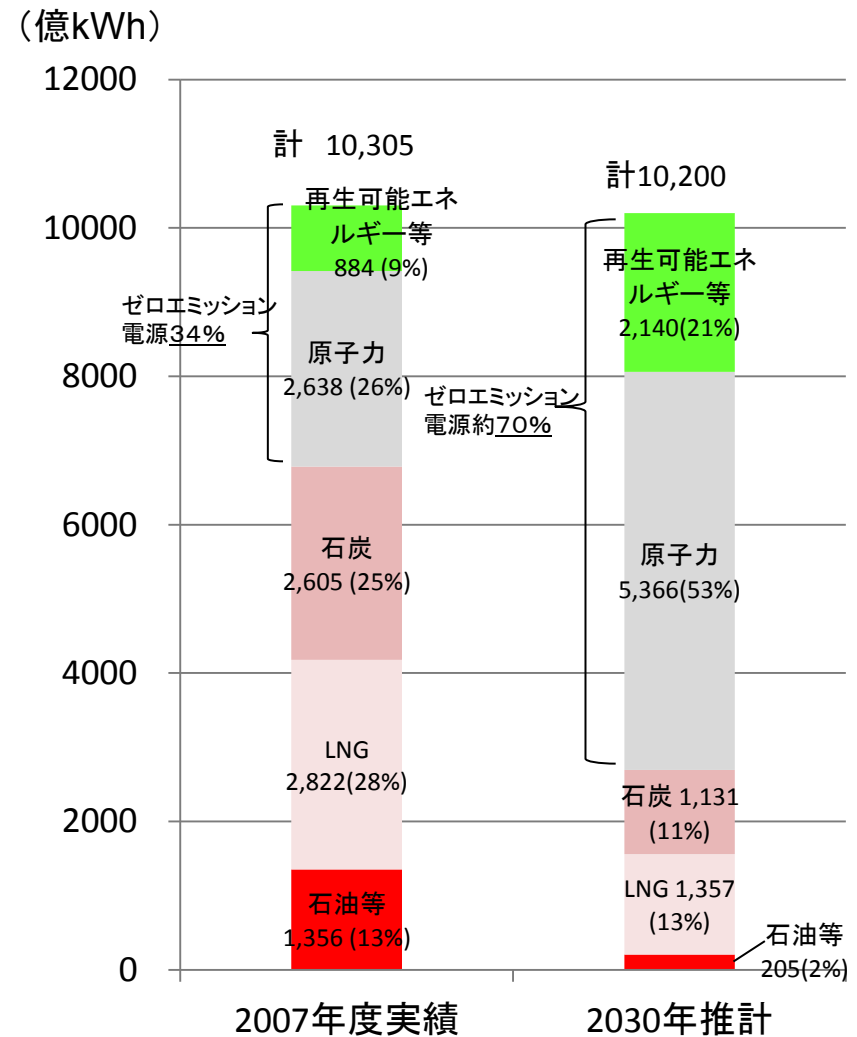 （億kWh）
12000
10000
8000
6000
4000
2000
0
計 10,305
再生可能エネ
ルギー等
884 (9%)
ゼロエミッション
電源34%
原子力
2,638 (26%)
石炭
2,605 (25%)
LNG
2,822(28%)
石油等
1,356 (13%)
2007年度実績
計10,200
再生可能エネ
ルギー等
2,140(21%)
ゼロエミッション
電源約70%
原子力
5,366(53%)
石炭 1,131
(11%)
LNG 1,357
(13%)
石油等
205(2%)
2030年推計